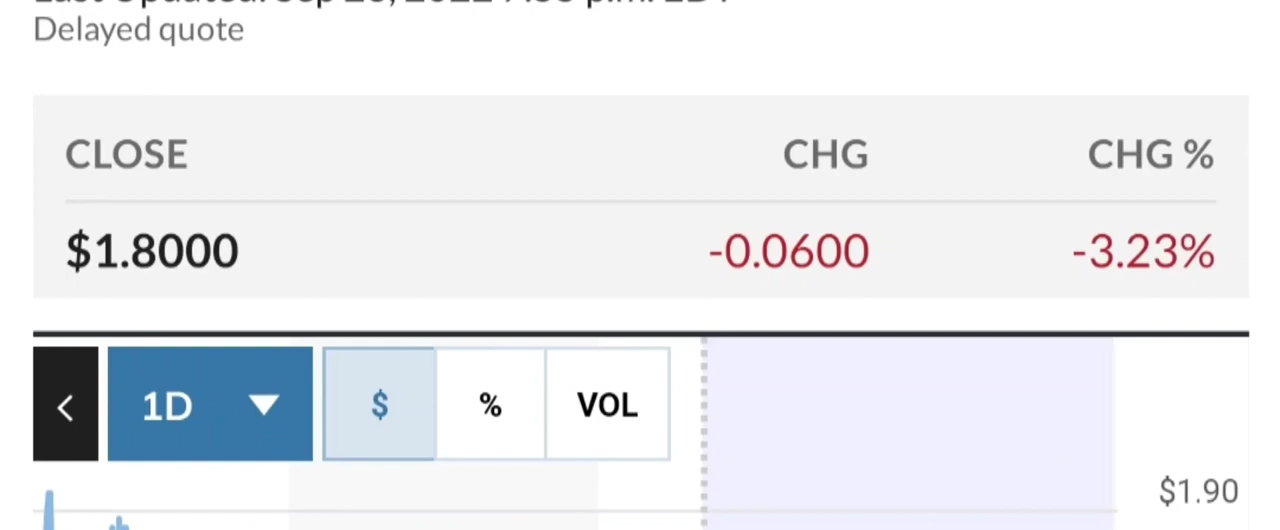 Delayed quote
CLOSE CHG CHG %
$1.8000 -0.0600 -3.23%
1D $ % VOL
$1.90